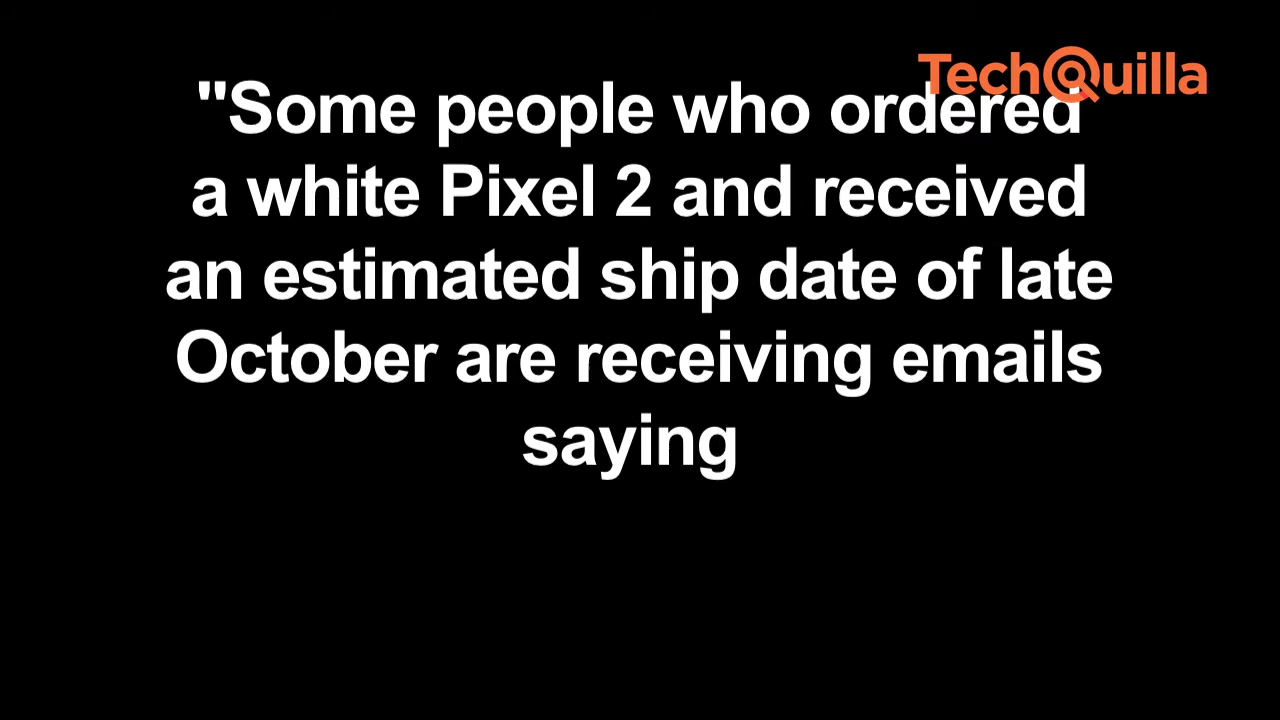 TechQuilla
"Some people who ordered
a white Pixel 2 and received
an estimated ship date of late
October are receiving emails
saying